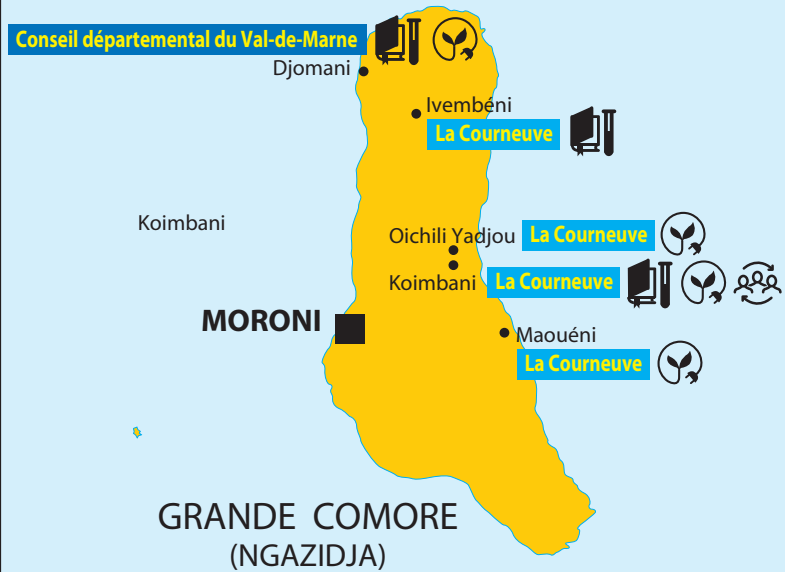 Conseil départemental du Val-de-Marne
Djomani
Ivembéni
La Courneuve
Koimbani
Oichili Yadjou La Courneuve
Koimbani La Courneuve
MORONI
Maouéni
La Courneuve
GRANDE COMORE
(NGAZIDJA)